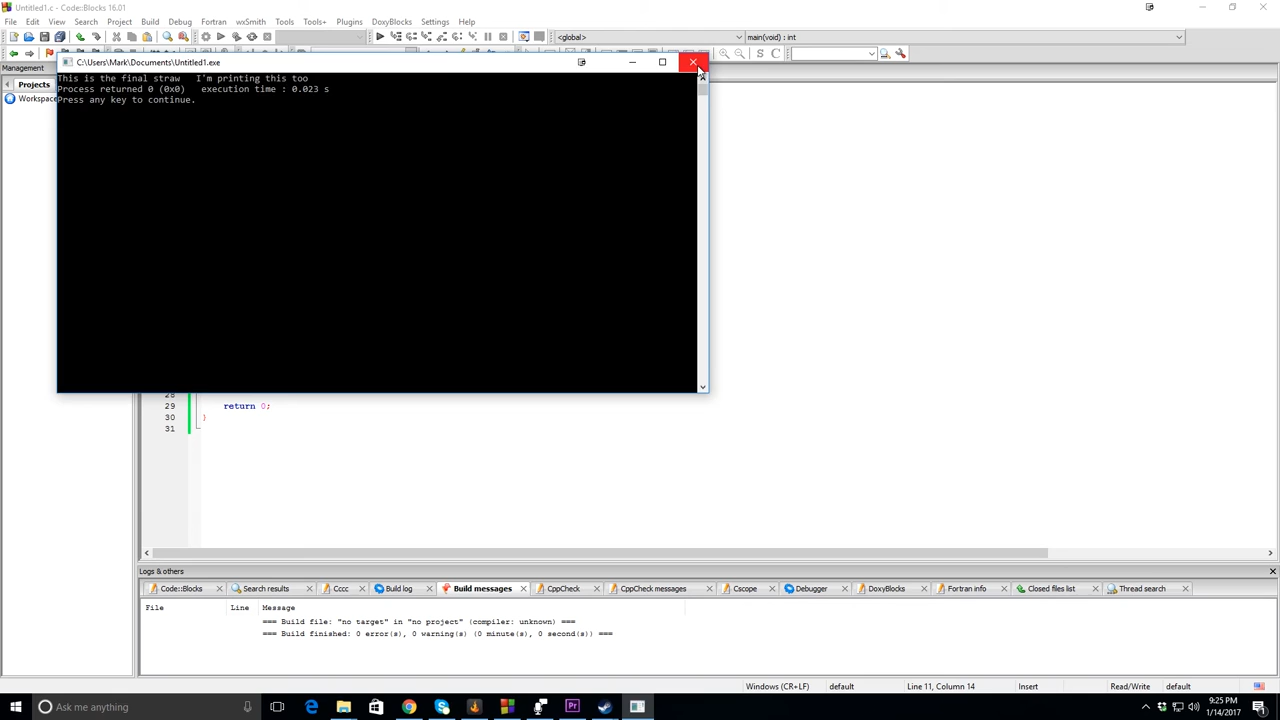 Untitled1.c - Code::Blocks 16.01
File Edit View Search Project Build Debug Fortran wxSmith Tools Tools+ Plugins DoxyBlocks Settings Help
<global> main(void) : int
Management
C:\Users\Mark\Documents\Untitled1.exe
This is the final straw   I'm printing this too
Projects
Process returned 0 (0x0)   execution time : 0.023 s
Workspace
Press any key to continue.
28
29 return 0;
30 }
31
Logs & others
Code::Blocks Search results Cccc Build log Build messages CppCheck CppCheck messages Cscope Debugger DoxyBlocks Fortran info Closed files list Thread search
File Line Message
=== Build file: "no target" in "no project" (compiler: unknown) ===
=== Build finished: 0 error(s), 0 warning(s) (0 minute(s), 0 second(s)) ===
Windows (CR+LF) default Line 11, Column 14 Insert Read/Write default
Ask me anything
Pr
9:25 PM
1/14/2017